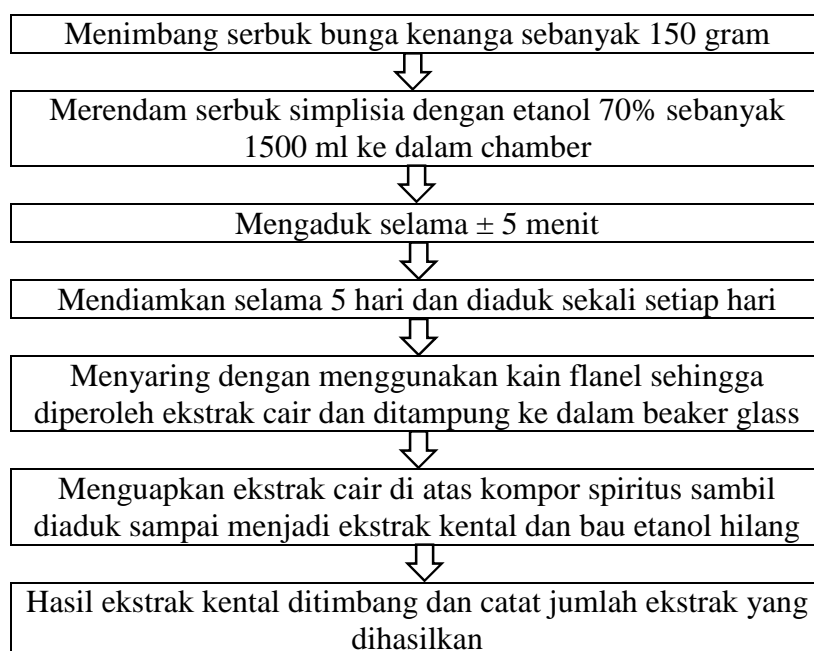 Menimbang serbuk bunga kenanga sebanyak 150 gram
Merendam serbuk simplisia dengan etanol 70% sebanyak
1500 ml ke dalam chamber
Mengaduk selama ± 5 menit
Mendiamkan selama 5 hari dan diaduk sekali setiap hari
Menyaring dengan menggunakan kain flanel sehingga
diperoleh ekstrak cair dan ditampung ke dalam beaker glass
Menguapkan ekstrak cair di atas kompor spiritus sambil
diaduk sampai menjadi ekstrak kental dan bau etanol hilang
Hasil ekstrak kental ditimbang dan catat jumlah ekstrak yang
dihasilkan